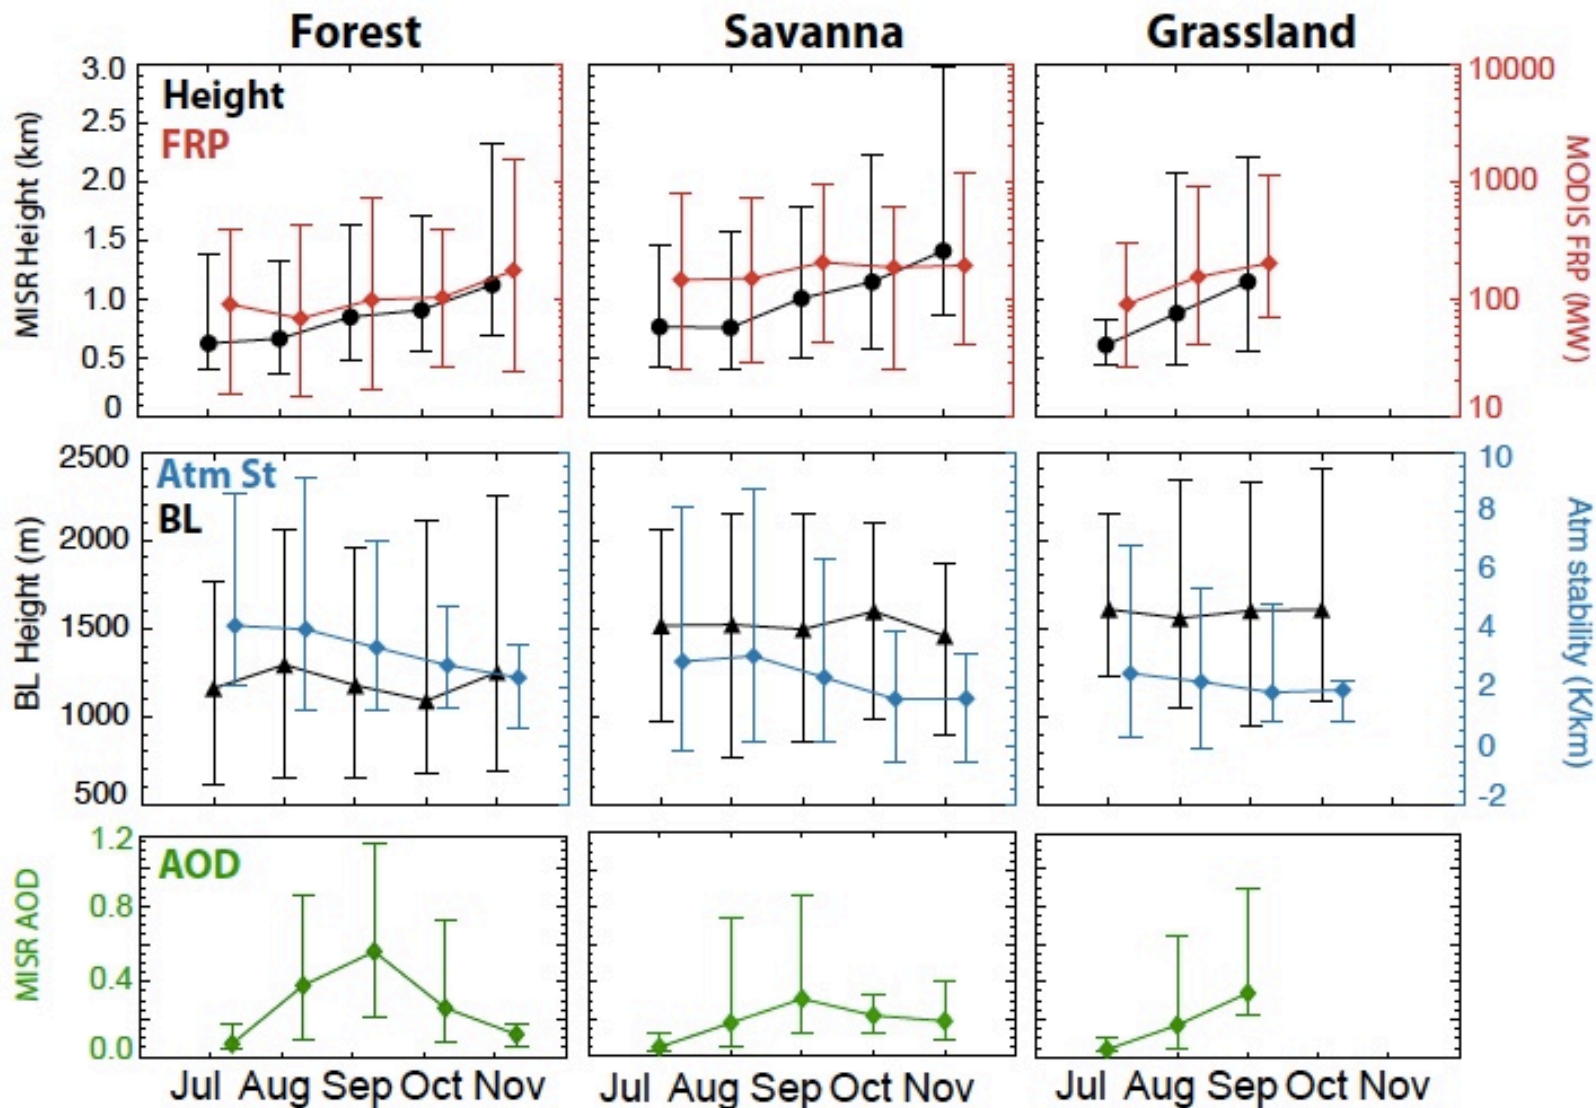 Forest Savanna Grassland
MISR Height (km)
3.0
2.5
2.0
1.5
1.0
0.5
0
Height
FRP
10000
1000
100
10
MODIS FRP (MW)
BL Height (m)
2500
2000
1500
1000
500
Atm St
BL
10
8
6
4
2
0
-2
Atm stability (K/km)
MISR AOD
1.2
0.8
0.4
0.0
AOD
Jul Aug Sep Oct Nov Jul Aug Sep Oct Nov Jul Aug Sep Oct Nov